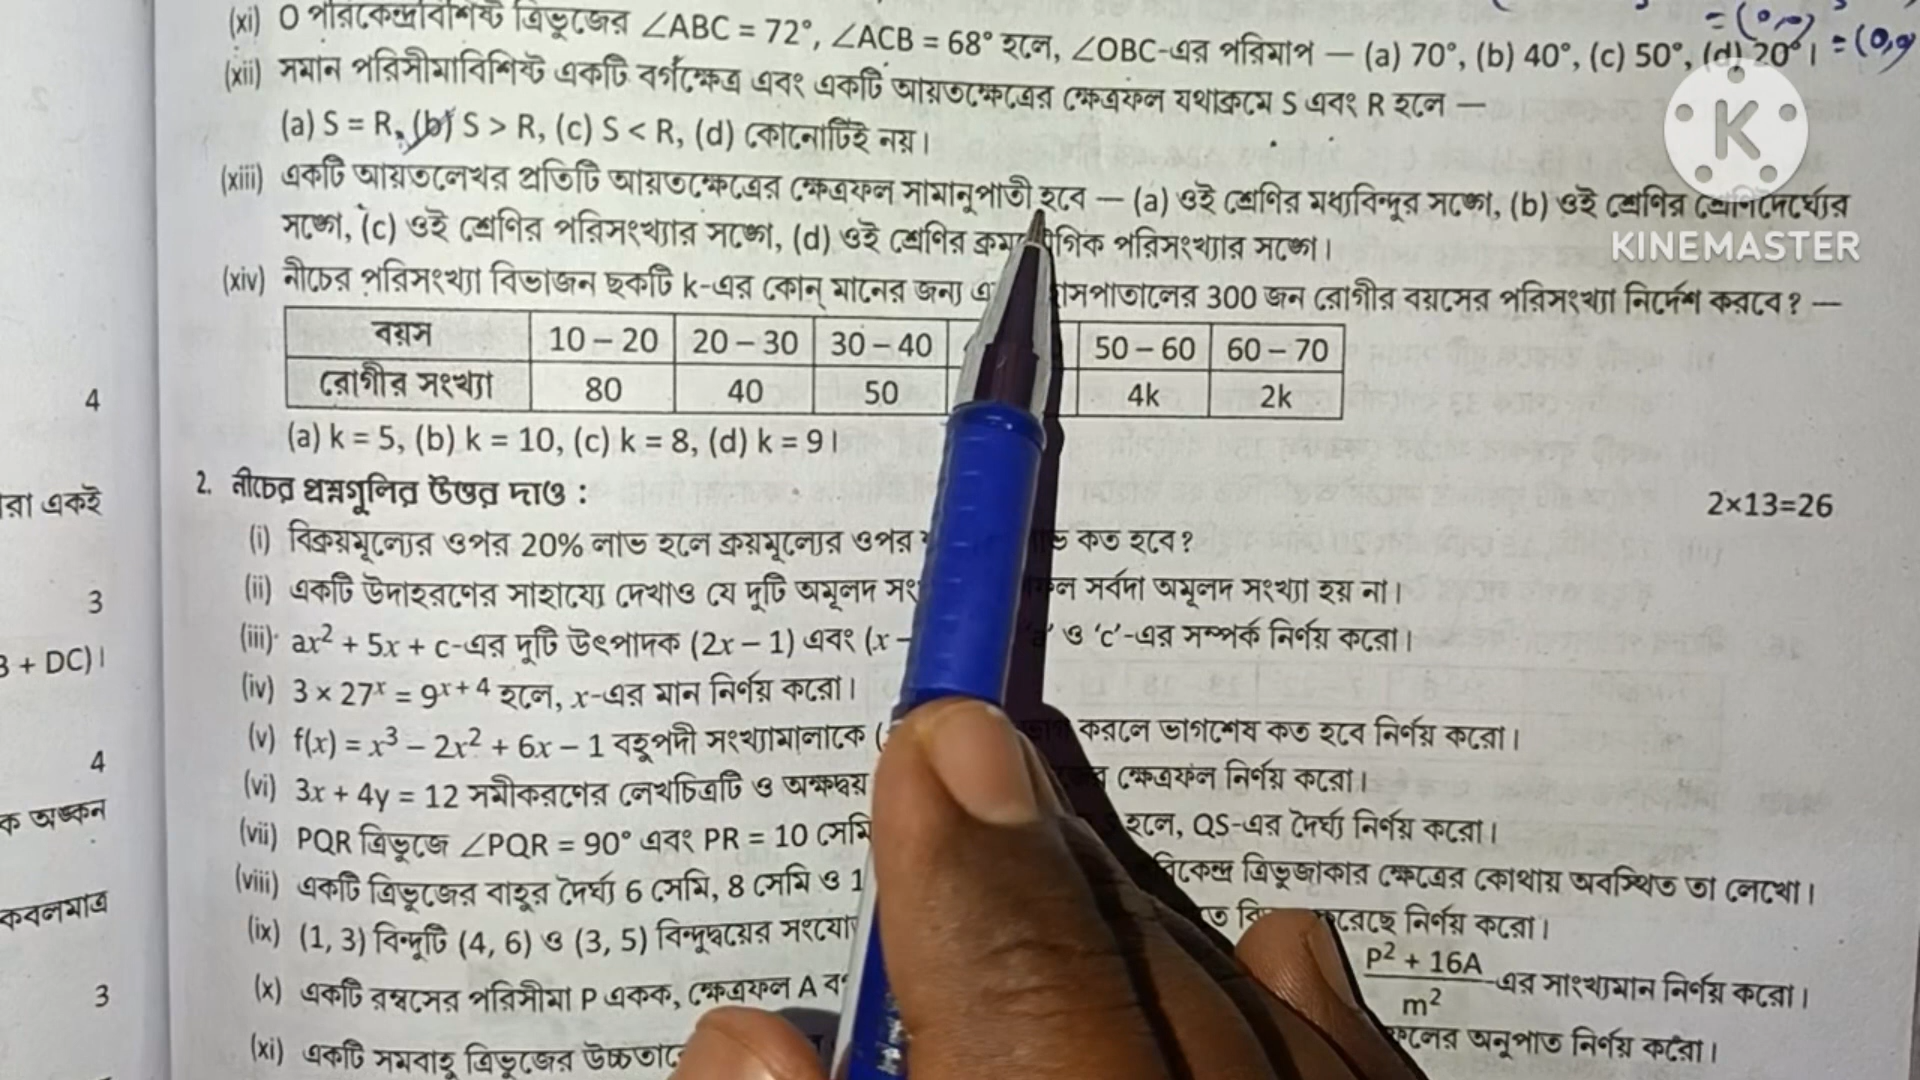 (xi) O পরিকেন্দ্রবিশিষ্ট ত্রিভুজের ∠ABC = 72°, ∠ACB = 68° হলে, ∠OBC-এর পরিমাপ — (a) 70°, (b) 40°, (c) 50°, (d) 20°।
(xii) সমান পরিসীমাবিশিষ্ট একটি বর্গক্ষেত্র এবং একটি আয়তক্ষেত্রের ক্ষেত্রফল যথাক্রমে S এবং R হলে —
(a) S = R, (b) S > R, (c) S < R, (d) কোনোটিই নয়।
(xiii) একটি আয়তলেখর প্রতিটি আয়তক্ষেত্রের ক্ষেত্রফল সামানুপাতী হবে — (a) ওই শ্রেণির মধ্যবিন্দুর সঙ্গে, (b) ওই শ্রেণির শ্রেণিদৈর্ঘ্যের
সঙ্গে, (c) ওই শ্রেণির পরিসংখ্যার সঙ্গে, (d) ওই শ্রেণির পরিসংখ্যার সঙ্গে।
KINEMASTER
(xiv) নীচের পরিসংখ্যা বিভাজন ছকটি k-এর কোন্ মানের জন্য 300 জন রোগীর বয়সের পরিসংখ্যা নির্দেশ করবে? —
বয়স 10 – 20 20 – 30 30 – 40 50 – 60 60 – 70
রোগীর সংখ্যা 80 40 50 4k 2k
(a) k = 5, (b) k = 10, (c) k = 8, (d) k = 9।
2. নীচের প্রশ্নগুলির উত্তর দাও : 2×13=26
(i) বিক্রয়মূল্যের ওপর 20% লাভ হলে ক্রয়মূল্যের ওপর কত হবে?
(ii) একটি উদাহরণের সাহায্যে দেখাও যে দুটি অমূলদ সর্বদা অমূলদ সংখ্যা হয় না।
(iii) ax² + 5x + c-এর দুটি উৎপাদক (2x – 1) এবং (x – 'a' ও 'c'-এর সম্পর্ক নির্ণয় করো।
(iv) 3 × 27ˣ = 9ˣ⁺⁴ হলে, x-এর মান নির্ণয় করো।
(v) f(x) = x³ – 2x² + 6x – 1 বহুপদী সংখ্যামালাকে ( করলে ভাগশেষ কত হবে নির্ণয় করো।
(vi) 3x + 4y = 12 সমীকরণের লেখচিত্রটি ও অক্ষদ্বয় ক্ষেত্রফল নির্ণয় করো।
(vii) PQR ত্রিভুজে ∠PQR = 90° এবং PR = 10 সেমি হলে, QS-এর দৈর্ঘ্য নির্ণয় করো।
(viii) একটি ত্রিভুজের বাহুর দৈর্ঘ্য 6 সেমি, 8 সেমি ও ত্রিভুজাকার ক্ষেত্রের কোথায় অবস্থিত তা লেখো।
(ix) (1, 3) বিন্দুটি (4, 6) ও (3, 5) বিন্দুদ্বয়ের নির্ণয় করো।
(x) একটি রম্বসের পরিসীমা P একক, ক্ষেত্রফল A P² + 16A / m² -এর সাংখ্যমান নির্ণয় করো।
(xi) একটি সমবাহু ত্রিভুজের অনুপাত নির্ণয় করো।
4
রা একই
3
3 + DC)।
4
ক অঙ্কন
কবলমাত্র
3